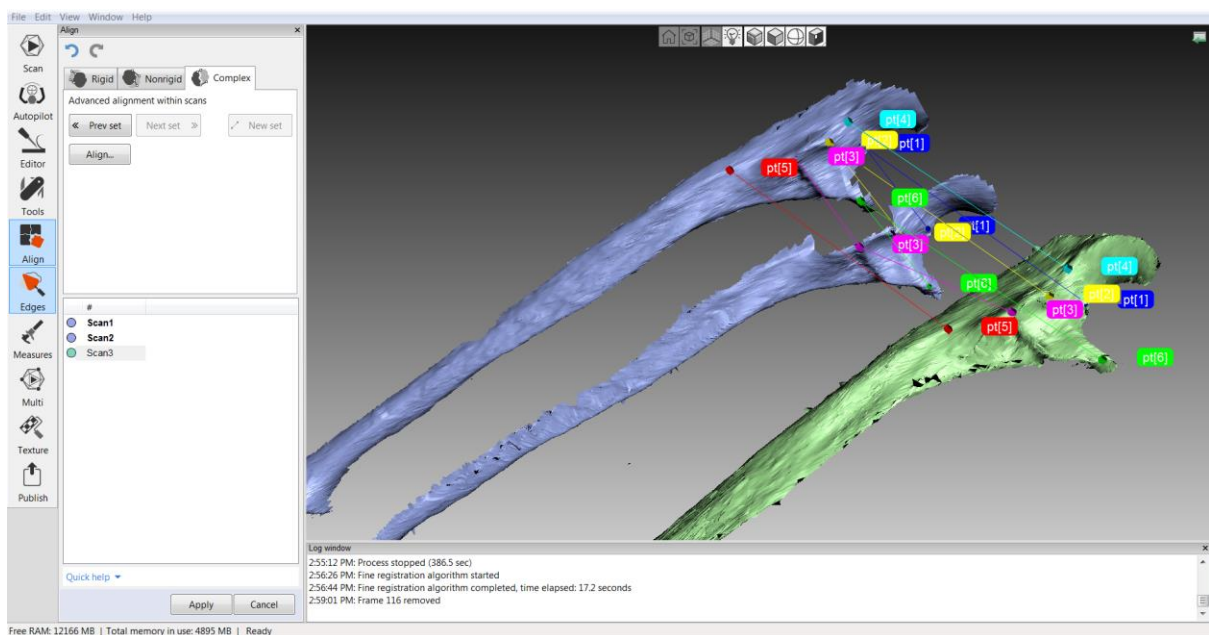 File Edit View Window Help
Align
Scan
Autopilot
Editor
Tools
Align
Edges
Measures
Multi
Texture
Publish
Rigid Nonrigid Complex
Advanced alignment within scans
« Prev set Next set » New set
Align...
#
Scan1
Scan2
Scan3
Quick help
Apply Cancel
pt[4]
pt[1]
pt[3]
pt[5]
pt[6]
pt[1]
pt[3]
pt[6]
pt[4]
pt[2] pt[1]
pt[3]
pt[5]
pt[6]
Log window
2:55:12 PM: Process stopped (386.5 sec)
2:56:26 PM: Fine registration algorithm started
2:56:44 PM: Fine registration algorithm completed, time elapsed: 17.2 seconds
2:59:01 PM: Frame 116 removed
Free RAM: 12166 MB | Total memory in use: 4895 MB | Ready